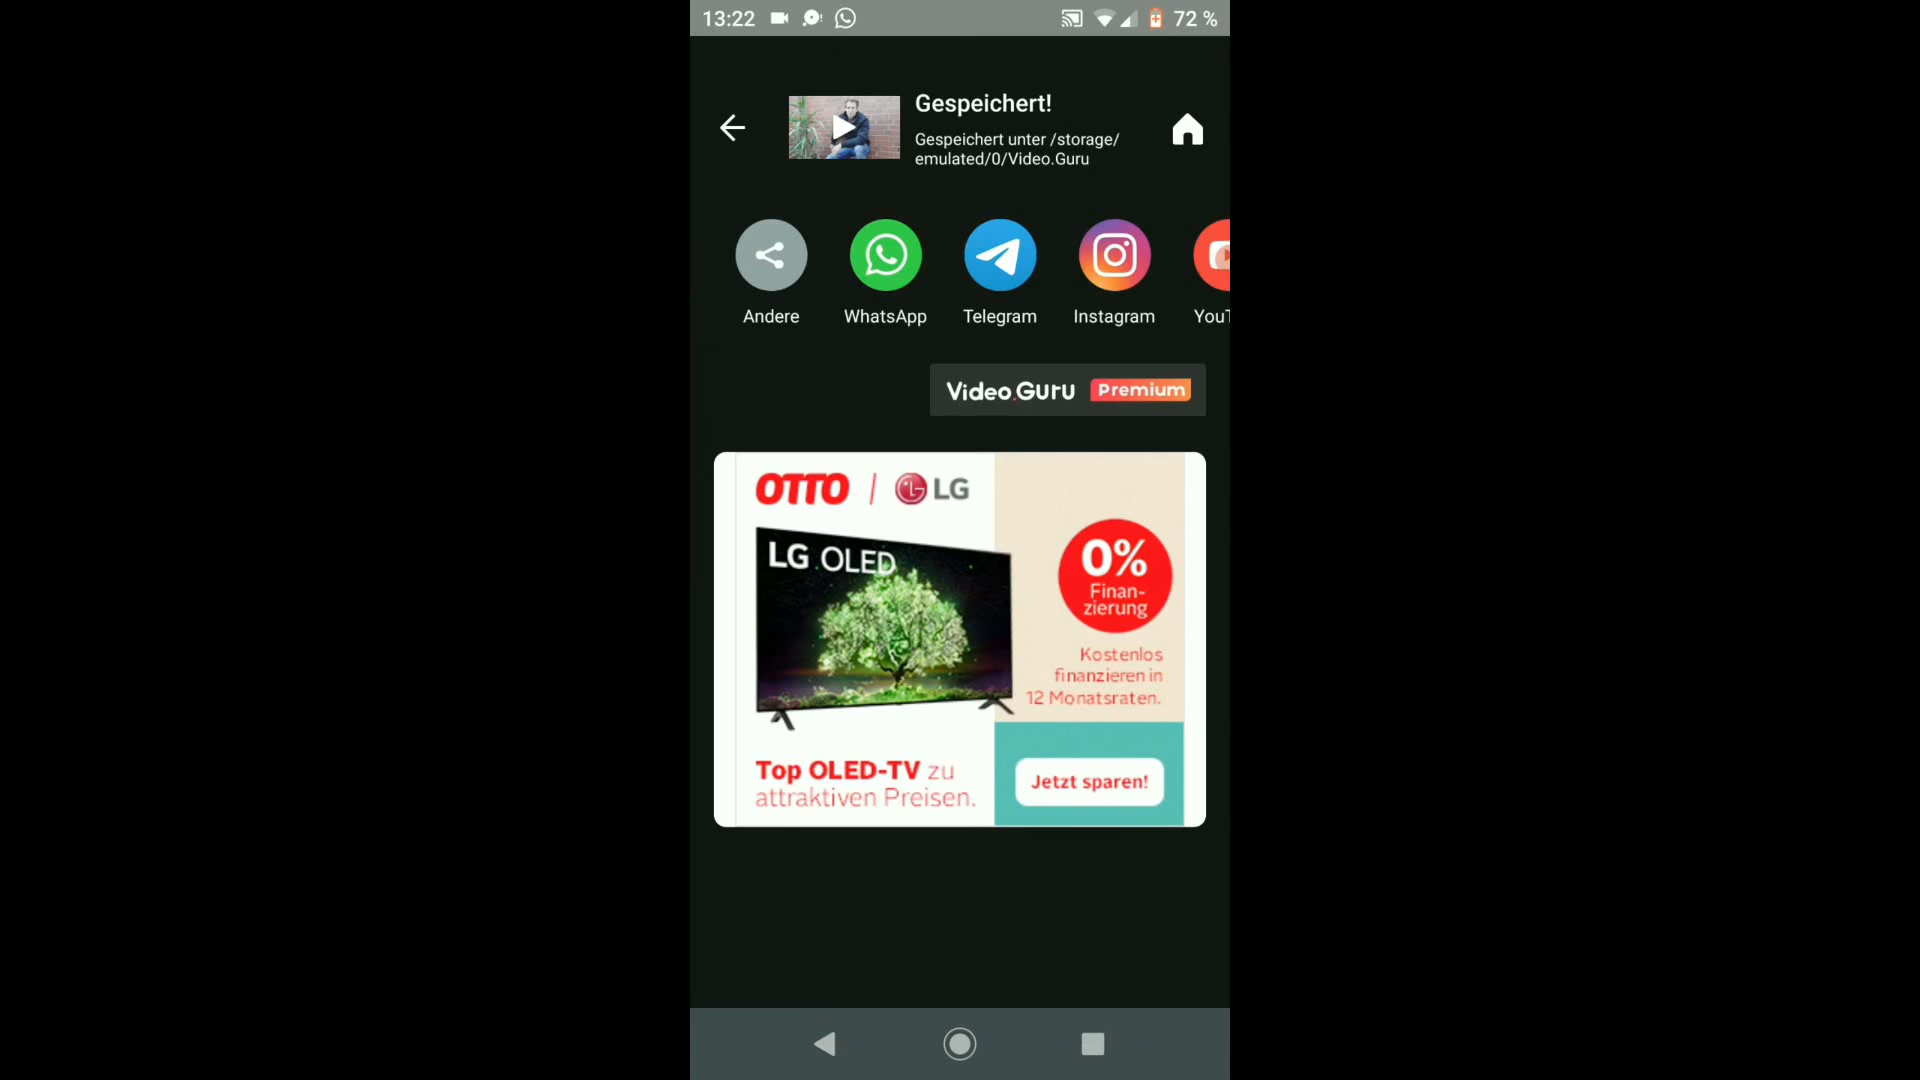 13:22
72 %
Gespeichert!
Gespeichert unter /storage/
emulated/0/Video.Guru
Andere
WhatsApp
Telegram
Instagram
YouT
Video.Guru Premium
OTTO | LG
LG OLED
0%
Finan-
zierung
Kostenlos
finanzieren in
12 Monatsraten.
Top OLED-TV zu
attraktiven Preisen.
Jetzt sparen!